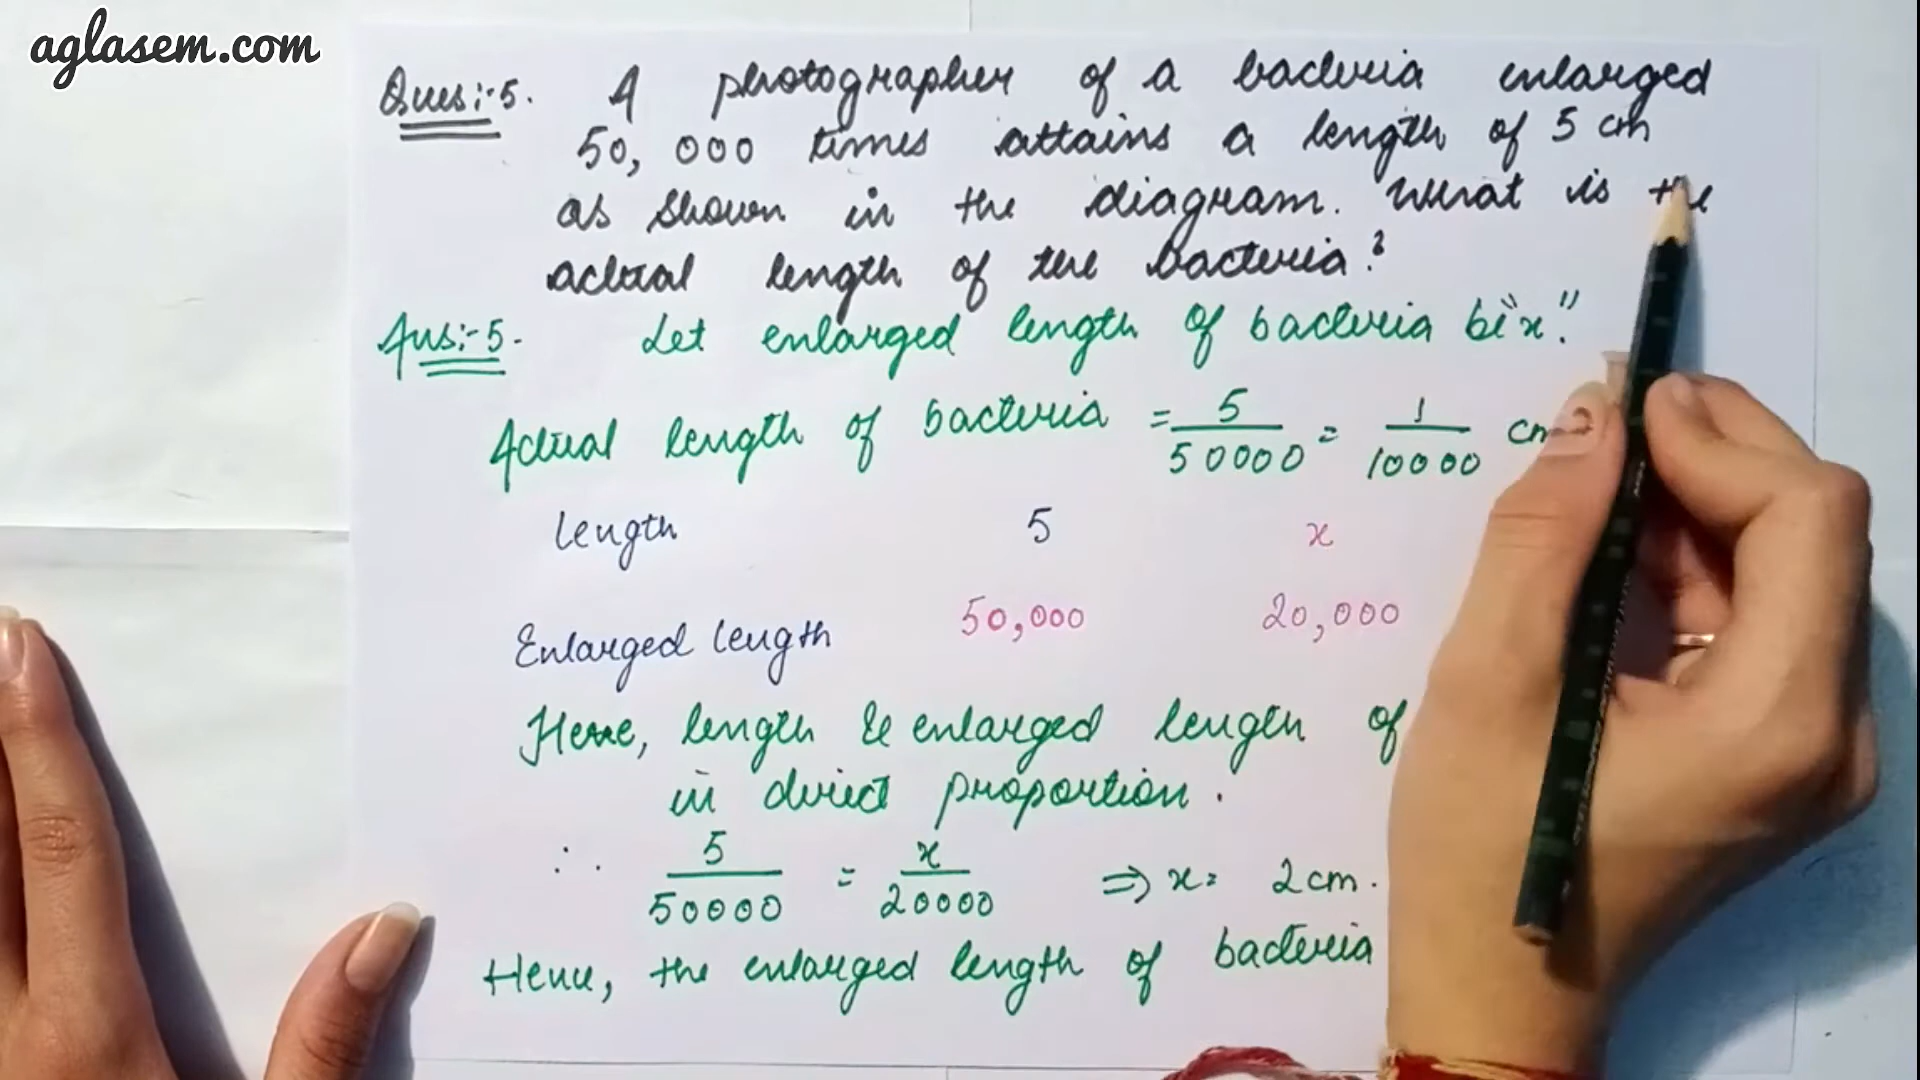 aglasem.com
Ques:-5. A photographer of a bacteria enlarged
50,000 times attains a length of 5 cm
as shown in the diagram. What is the
actual length of the bacteria?
Ans:-5. Let enlarged length of bacteria be "x".
Actual length of bacteria = 5/50000 = 1/10000 cm
Length 5 x
Enlarged length 50,000 20,000
Here, length & enlarged length of
in direct proportion.
∴ 5/50000 = x/20000 ⇒ x = 2cm.
Hence, the enlarged length of bacteria